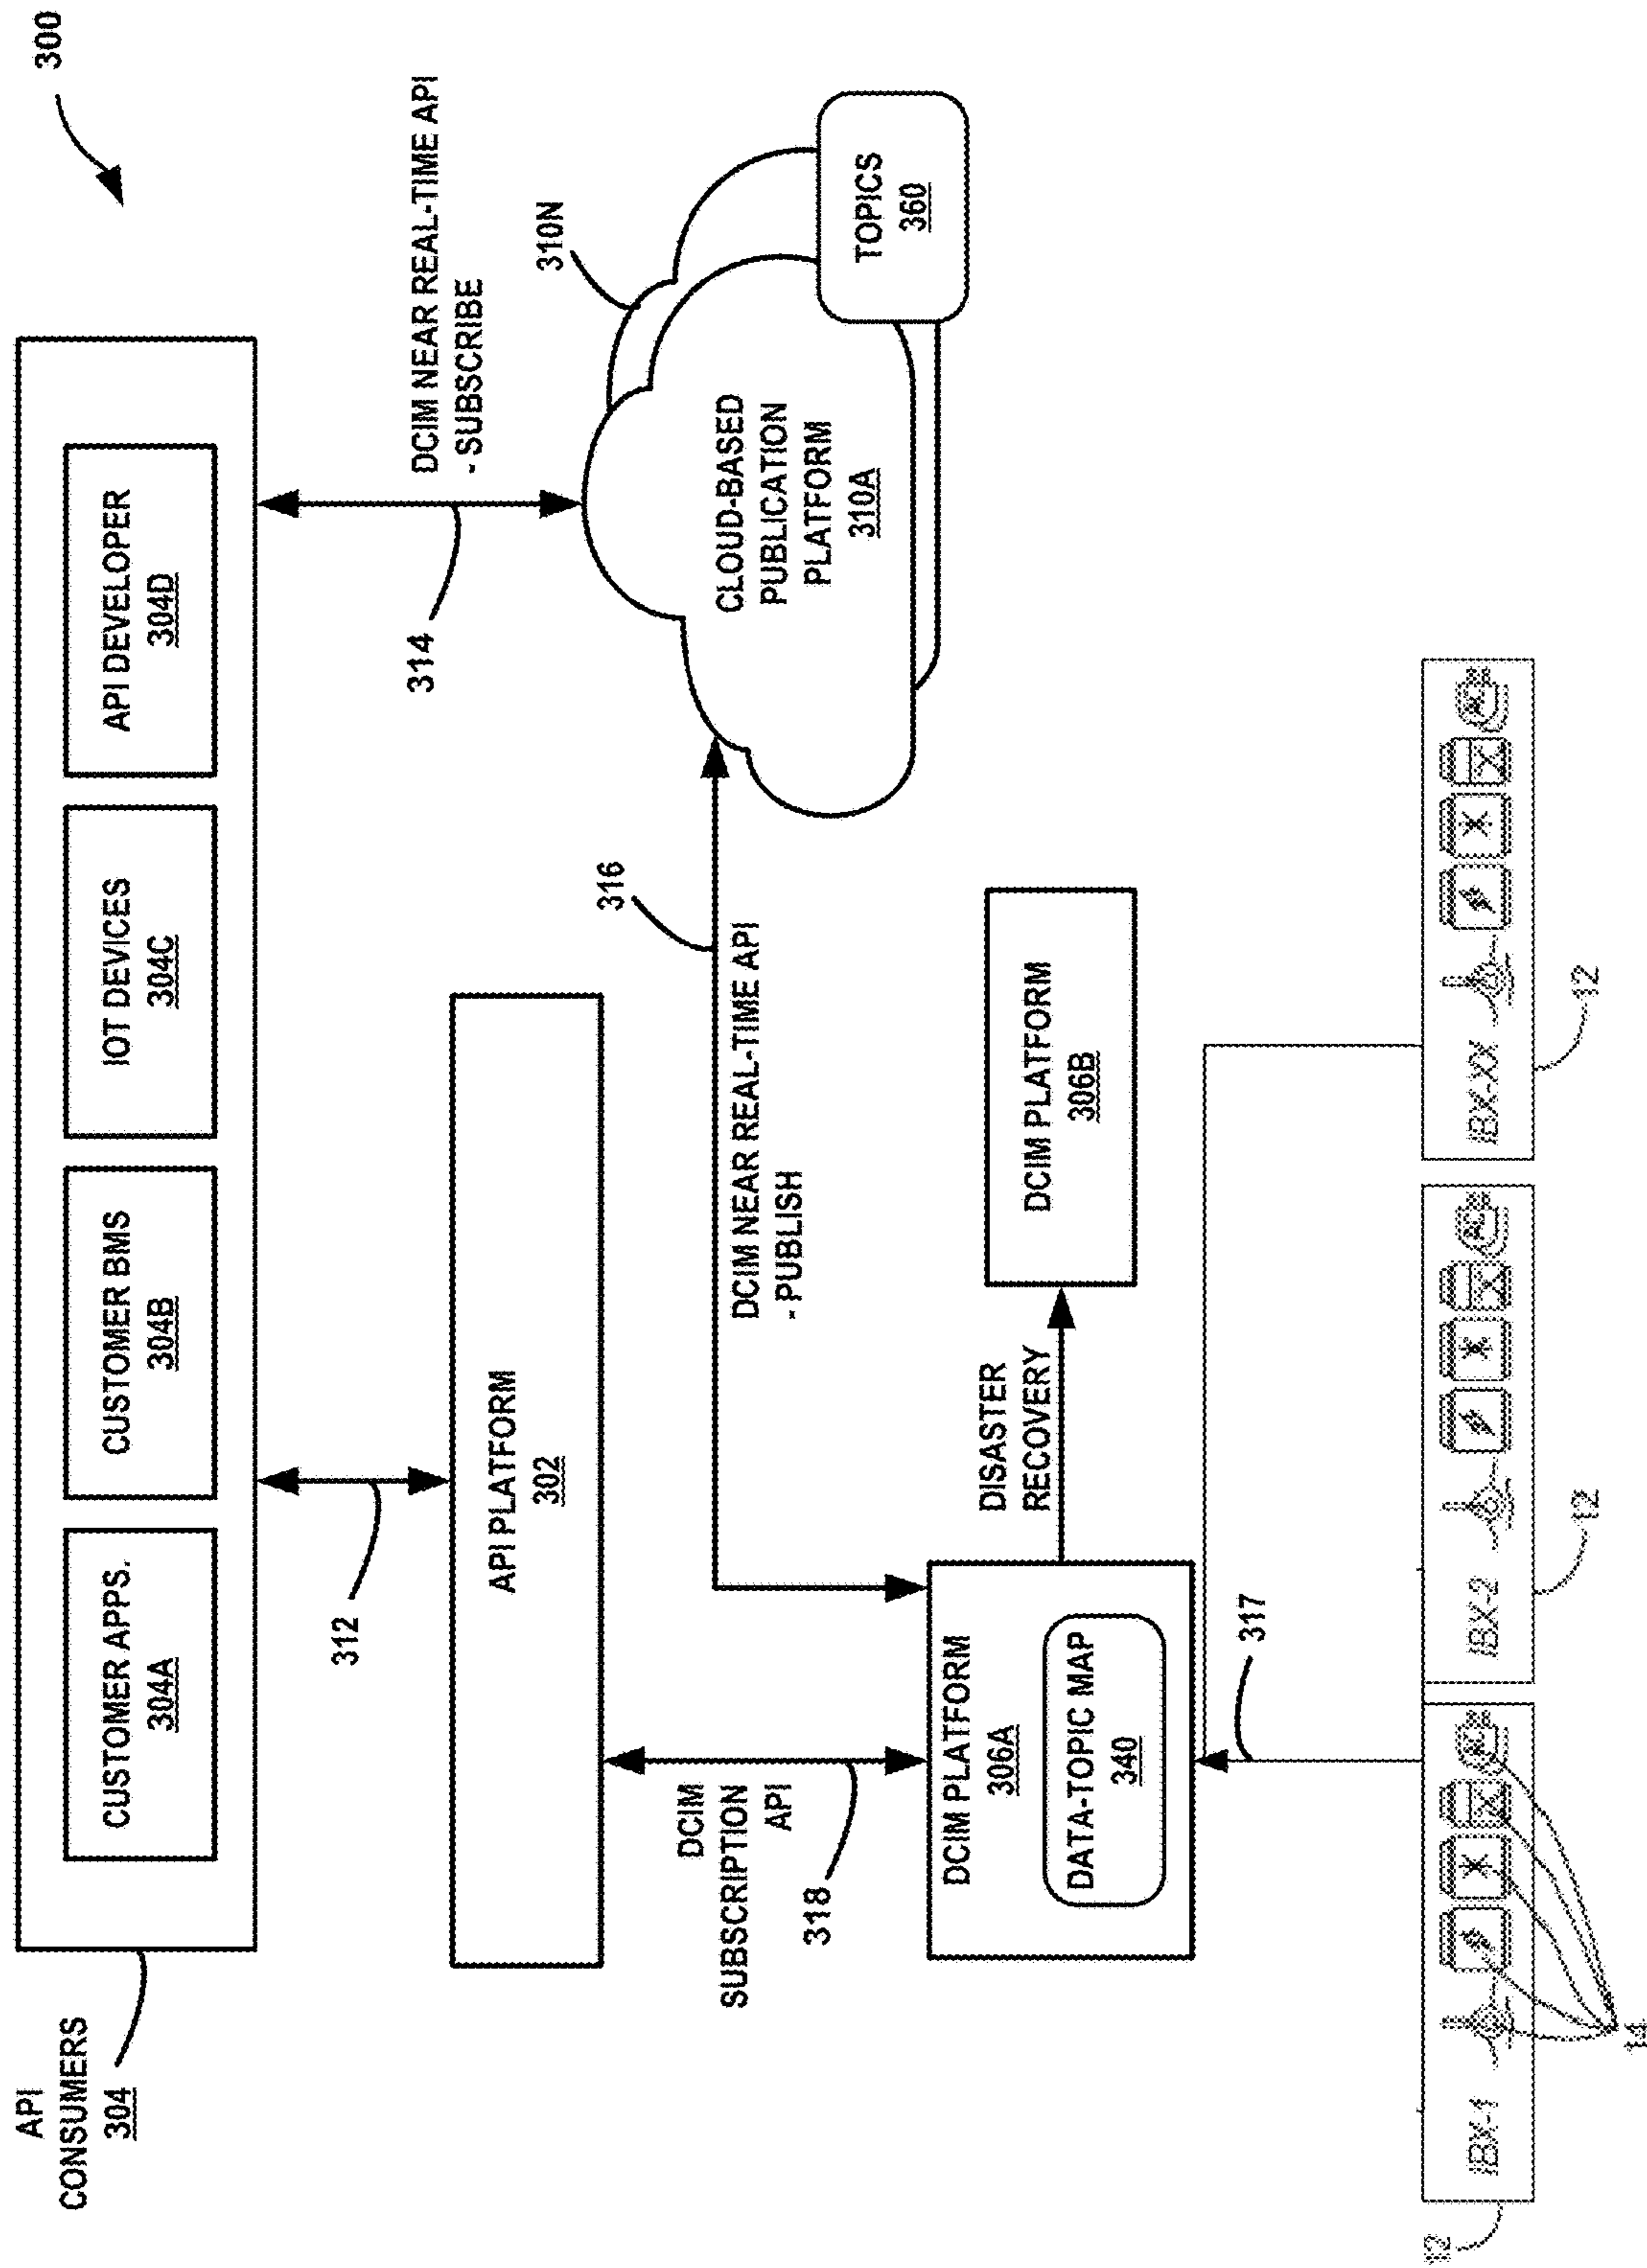 300
API
CONSUMERS
304
CUSTOMER APPS.
304A
CUSTOMER BMS
304B
IOT DEVICES
304C
API DEVELOPER
304D
312
314
DCIM NEAR REAL-TIME API
- SUBSCRIBE
API PLATFORM
302
310N
316
CLOUD-BASED
PUBLICATION
PLATFORM
310A
TOPICS
360
DCIM
SUBSCRIPTION
API
318
DCIM NEAR REAL-TIME API
- PUBLISH
DCIM PLATFORM
306A
DATA-TOPIC MAP
340
DISASTER
RECOVERY
DCIM PLATFORM
306B
317
IBX-1
IBX-2
IBX-XX
12
12
12
14